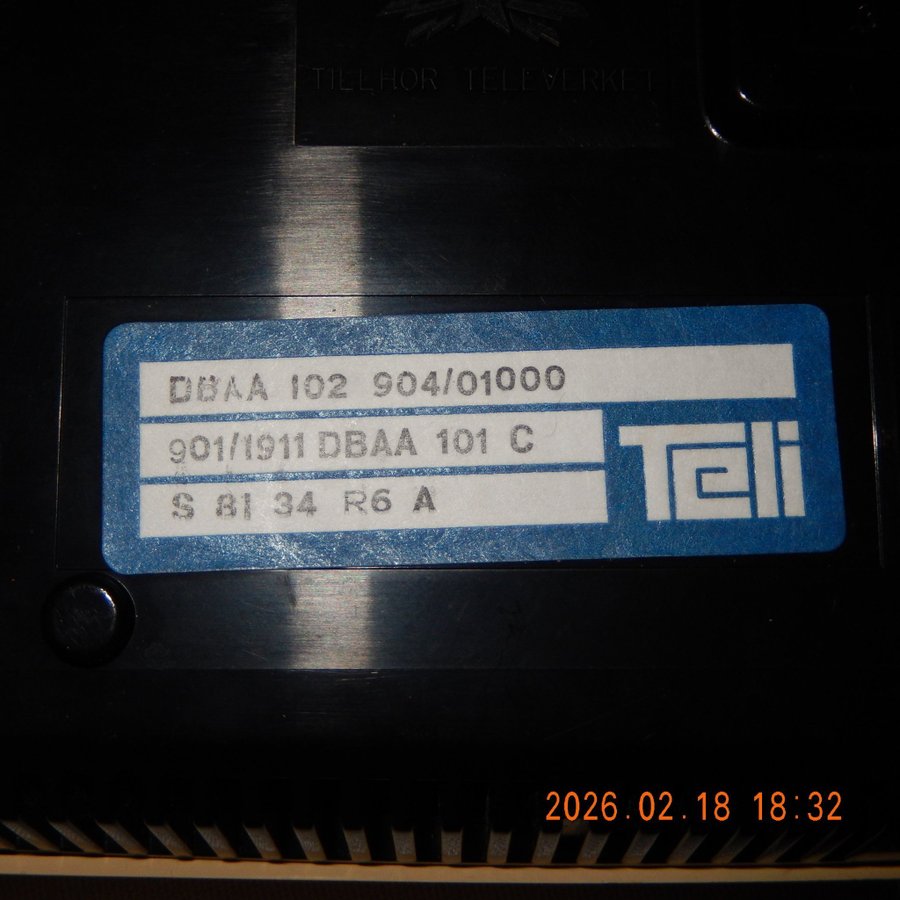 TILLHÖR TELEVERKET
DBAA 102 904/01000
901/1911 DBAA 101 C
S 81 34 R6 A
Teli
2026.02.18 18:32